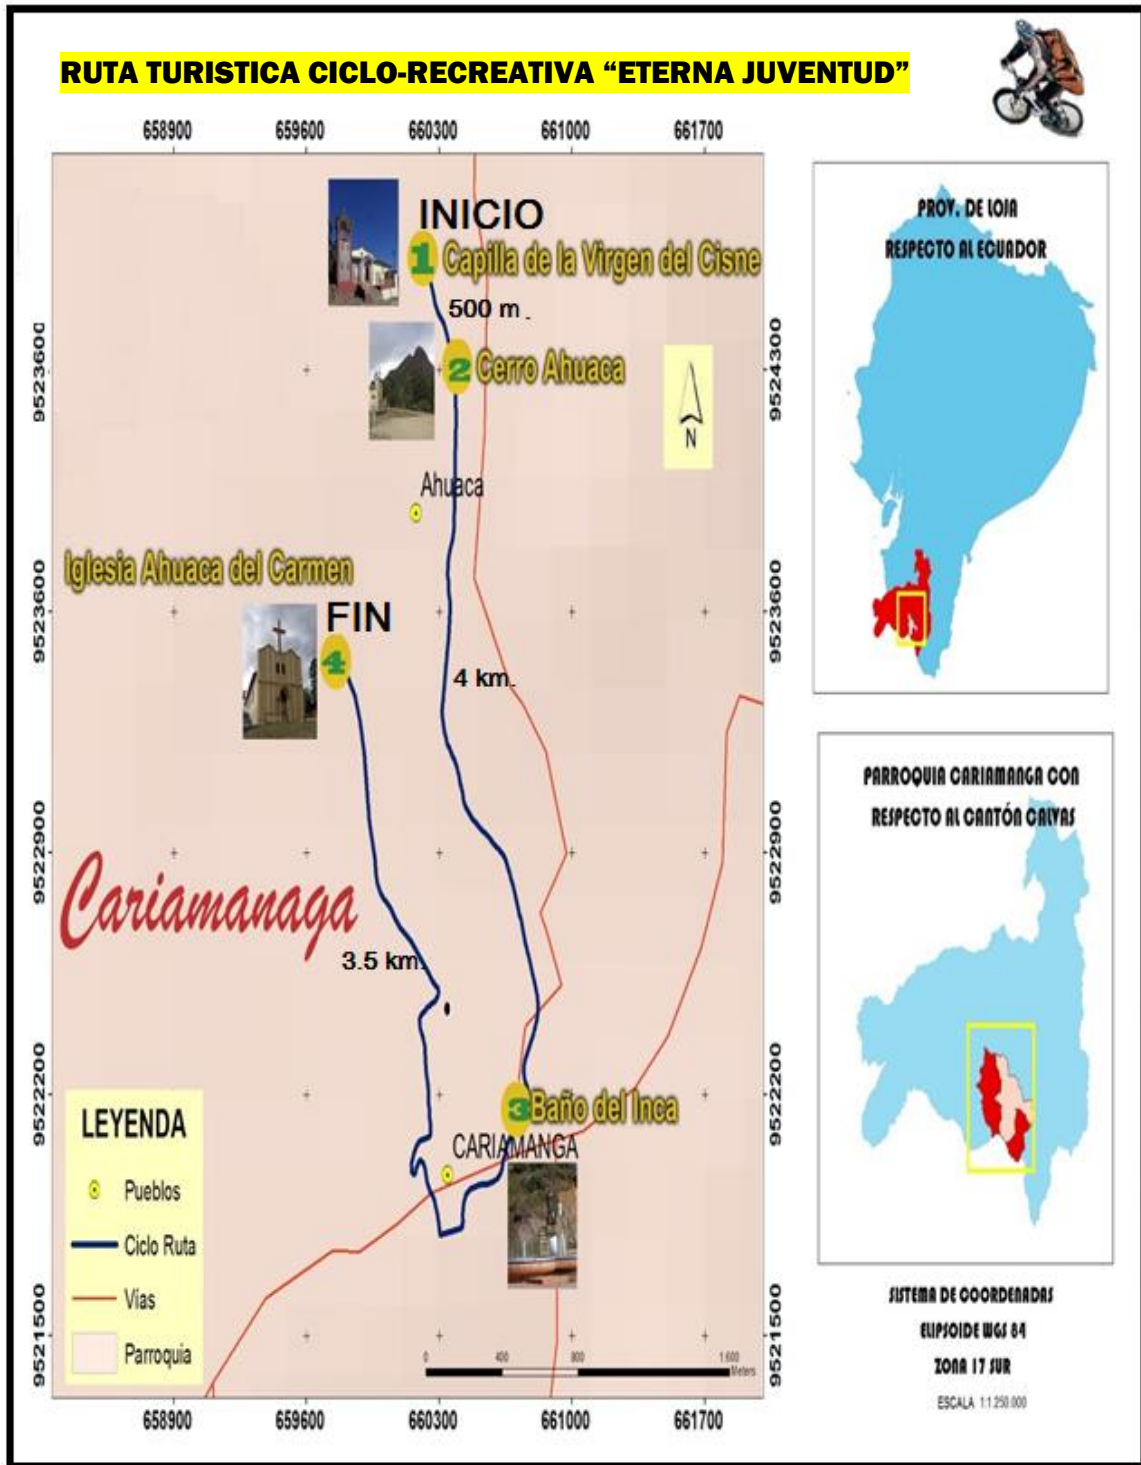 RUTA TURISTICA CICLO-RECREATIVA “ETERNA JUVENTUD”
658900 659600 660300 661000 661700
INICIO
1 Capilla de la Virgen del Cisne
500 m.
2 Cerro Ahuaca
9523600
9524300
N
Ahuaca
Iglesia Ahuaca del Carmen
FIN
4
9523600
9523600
4 km.
9522900
9522900
Cariamanaga
3.5 km.
9522200
9522200
3 Baño del Inca
CARIAMANGA
LEYENDA
Pueblos
Ciclo Ruta
Vias
Parroquia
9521500
9521500
0 400 800 1.600
Meters
658900 659600 660300 661000 661700
PROV. DE LOJA
RESPECTO AL ECUADOR
PARROQUIA CARIAMANGA CON
RESPECTO AL CANTÓN CALVAS
SISTEMA DE COORDENADAS
ELIPSOIDE WGS 84
ZONA 17 SUR
ESCALA 1:1 250.000